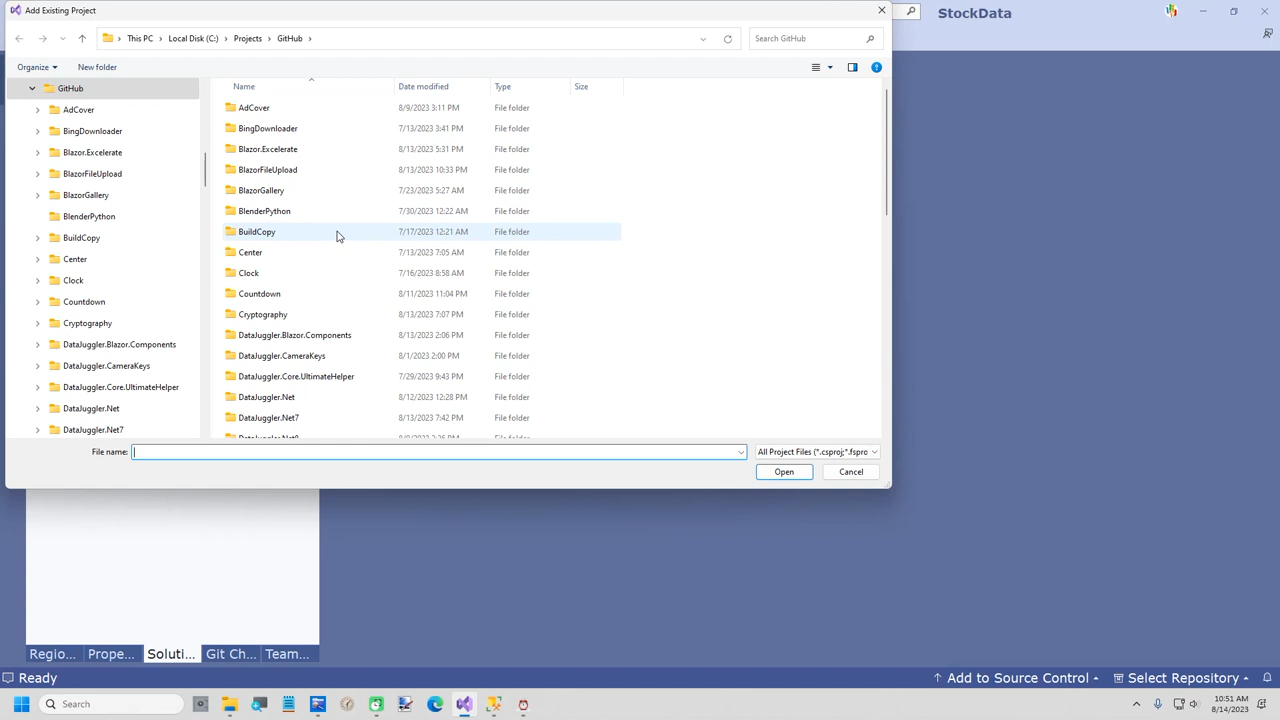 Add Existing Project
StockData
This PC > Local Disk (C:) > Projects > GitHub >
Search GitHub
Organize
New folder
GitHub
AdCover
BingDownloader
Blazor.Excelerate
BlazorFileUpload
BlazorGallery
BlenderPython
BuildCopy
Center
Clock
Countdown
Cryptography
DataJuggler.Blazor.Components
DataJuggler.CameraKeys
DataJuggler.Core.UltimateHelper
DataJuggler.Net
DataJuggler.Net7
Name Date modified Type Size
AdCover 8/9/2023 3:11 PM File folder
BingDownloader 7/13/2023 3:41 PM File folder
Blazor.Excelerate 8/13/2023 5:31 PM File folder
BlazorFileUpload 8/13/2023 10:33 PM File folder
BlazorGallery 7/23/2023 5:27 AM File folder
BlenderPython 7/30/2023 12:22 AM File folder
BuildCopy 7/17/2023 12:21 AM File folder
Center 7/13/2023 7:05 AM File folder
Clock 7/16/2023 8:58 AM File folder
Countdown 8/11/2023 11:04 PM File folder
Cryptography 8/13/2023 7:07 PM File folder
DataJuggler.Blazor.Components 8/13/2023 2:06 PM File folder
DataJuggler.CameraKeys 8/1/2023 2:00 PM File folder
DataJuggler.Core.UltimateHelper 7/29/2023 9:43 PM File folder
DataJuggler.Net 8/12/2023 12:28 PM File folder
DataJuggler.Net7 8/13/2023 7:42 PM File folder
File name:
All Project Files (*.csproj;*.fspro
Open
Cancel
Regio... Prope... Soluti... Git Ch... Team...
Ready
Add to Source Control
Select Repository
Search
10:51 AM
8/14/2023